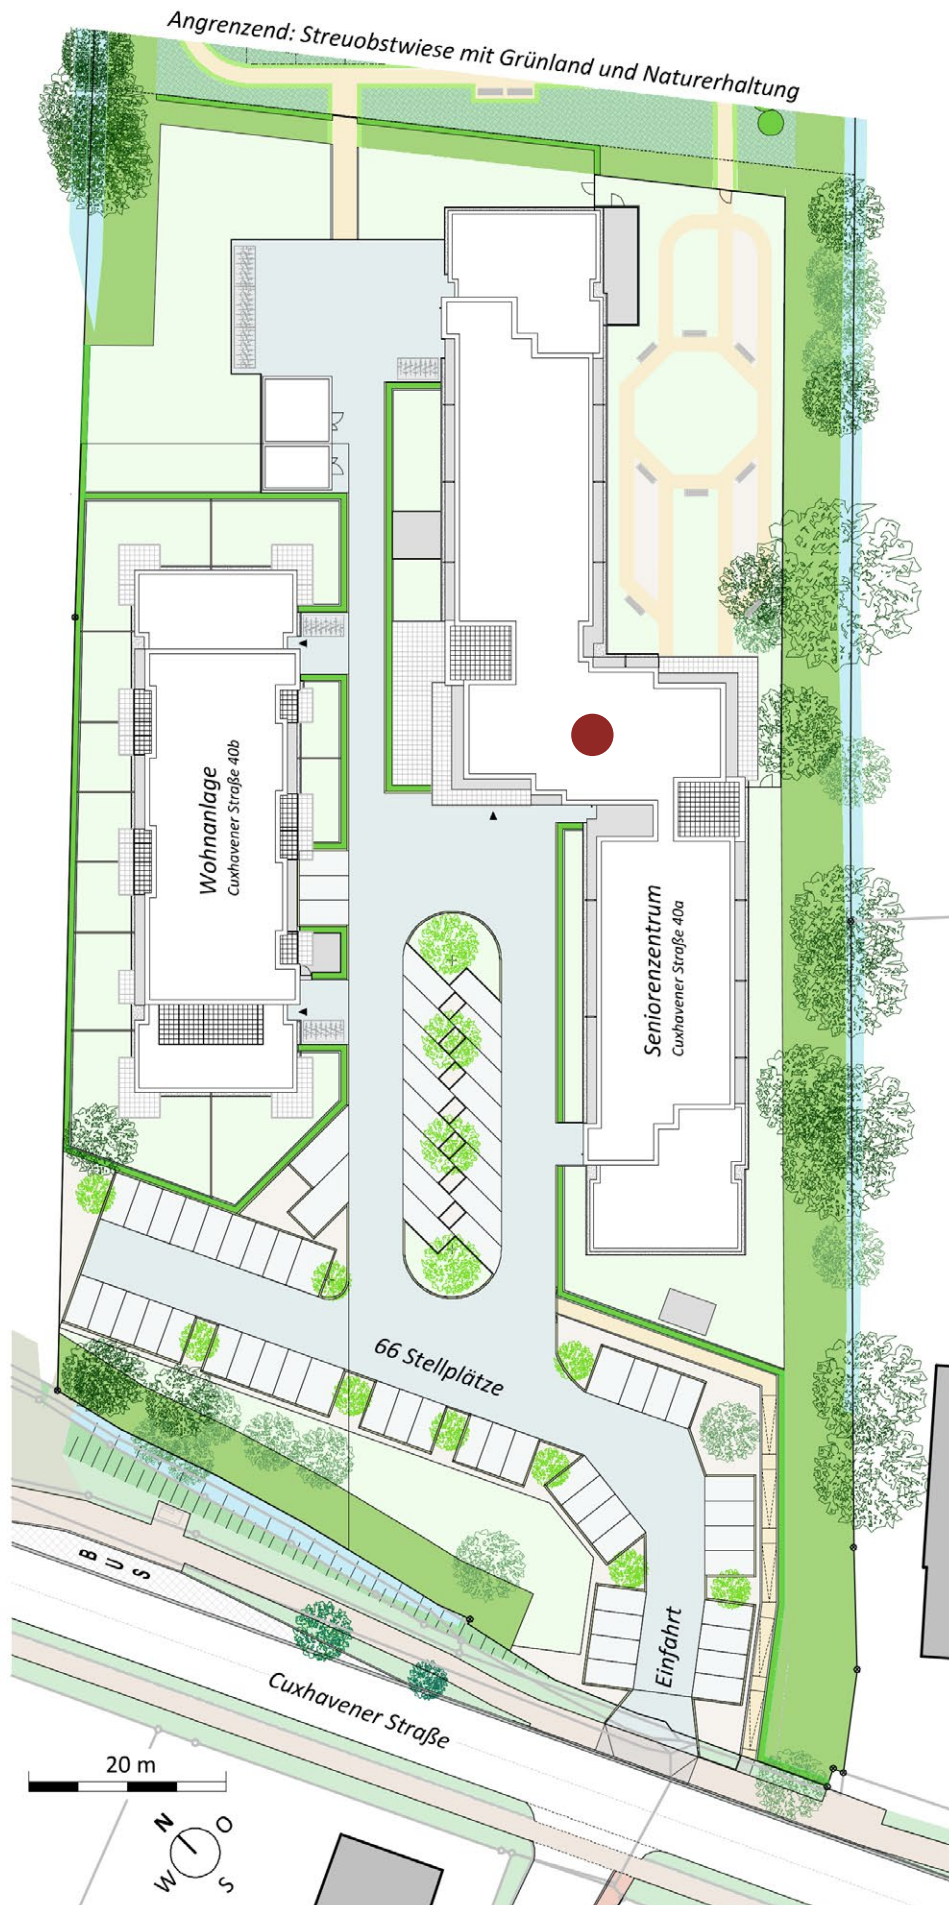 Angrenzend: Streuobstwiese mit Grünland und Naturerhaltung
Wohnanlage
Cuxhavener Straße 40b
Seniorenzentrum
Cuxhavener Straße 40a
66 Stellplätze
BUS
Einfahrt
Cuxhavener Straße
20 m
N
O
W
S